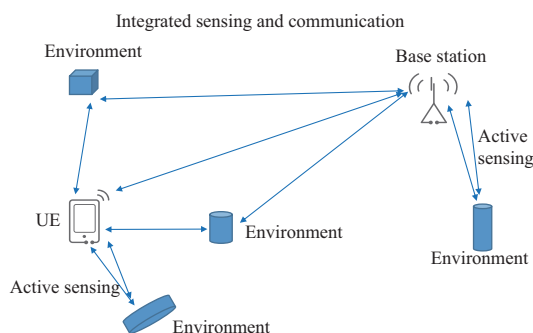 Integrated sensing and communication
Environment
Base station
Active
sensing
UE
Environment
Environment
Active sensing
Environment